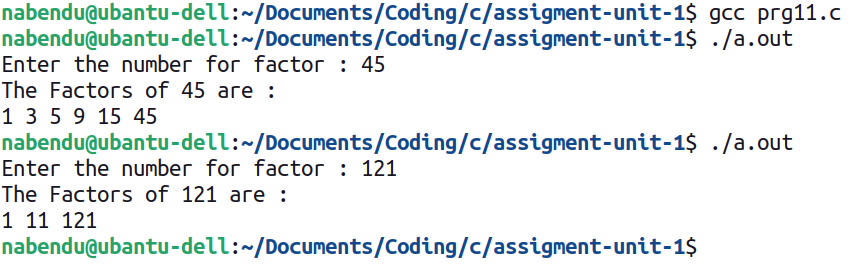 nabendu@ubantu-dell:~/Documents/Coding/c/assigment-unit-1$ gcc prg11.c
nabendu@ubantu-dell:~/Documents/Coding/c/assigment-unit-1$ ./a.out
Enter the number for factor : 45
The Factors of 45 are :
1 3 5 9 15 45
nabendu@ubantu-dell:~/Documents/Coding/c/assigment-unit-1$ ./a.out
Enter the number for factor : 121
The Factors of 121 are :
1 11 121
nabendu@ubantu-dell:~/Documents/Coding/c/assigment-unit-1$